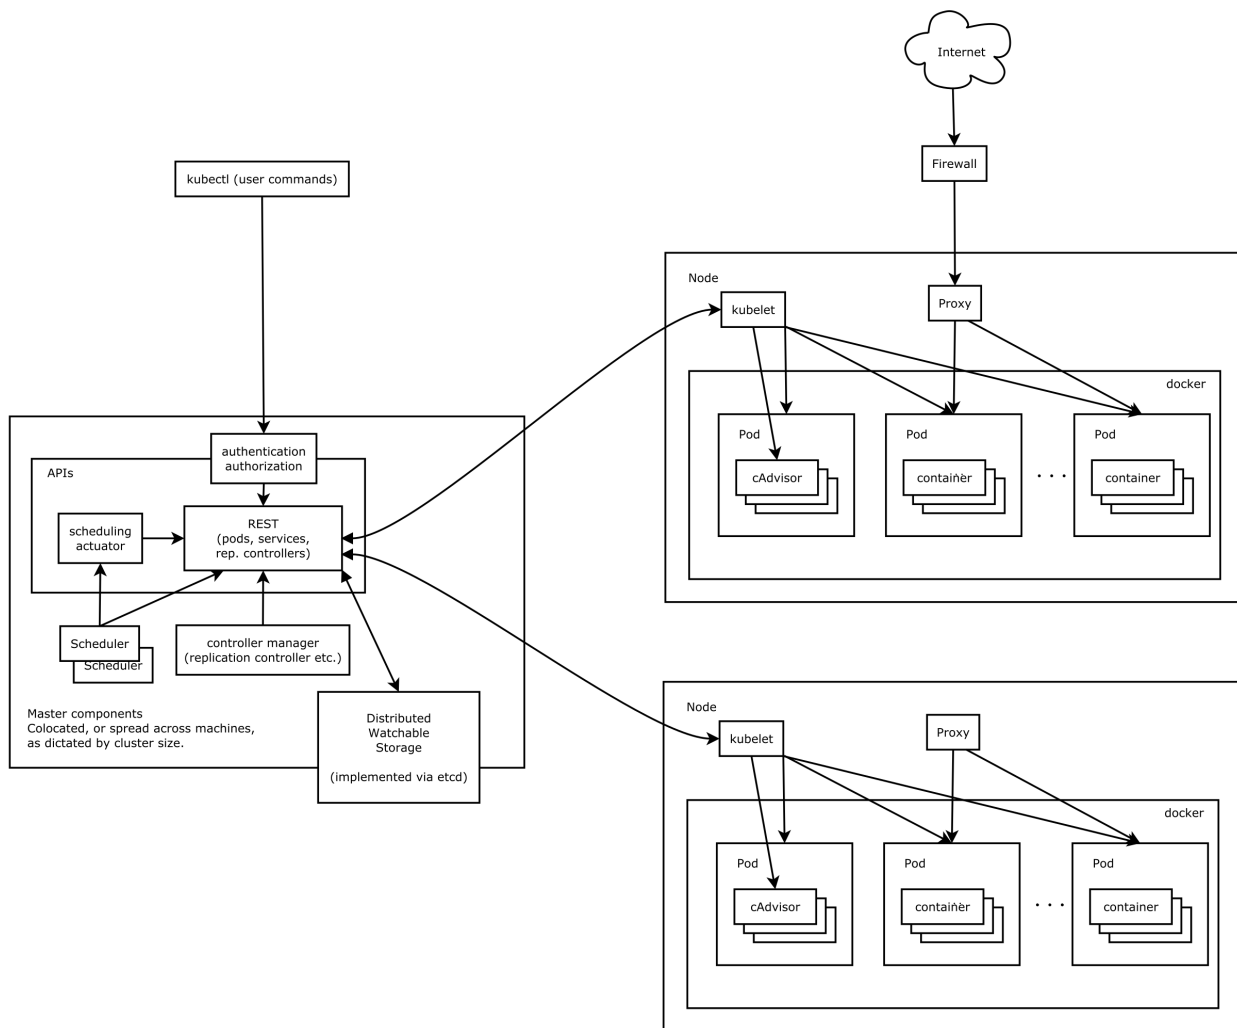 Internet
Firewall
kubectl (user commands)
Node
kubelet
Proxy
docker
Pod
cAdvisor
Pod
container
. . .
Pod
container
authentication
authorization
APIs
REST
(pods, services,
rep. controllers)
scheduling
actuator
Scheduler
Scheduler
controller manager
(replication controller etc.)
Master components
Colocated, or spread across machines,
as dictated by cluster size.
Distributed
Watchable
Storage
(implemented via etcd)
Node
kubelet
Proxy
docker
Pod
cAdvisor
Pod
container
. . .
Pod
container